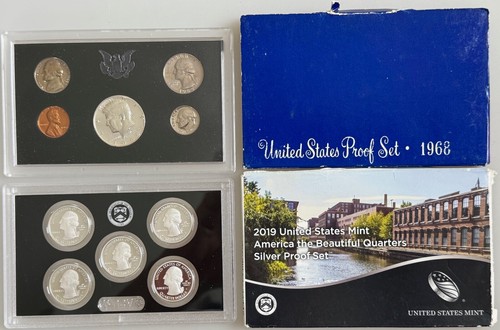 United States Proof Set · 1968
2019 United States Mint
America the Beautiful Quarters
Silver Proof Set
UNITED STATES MINT